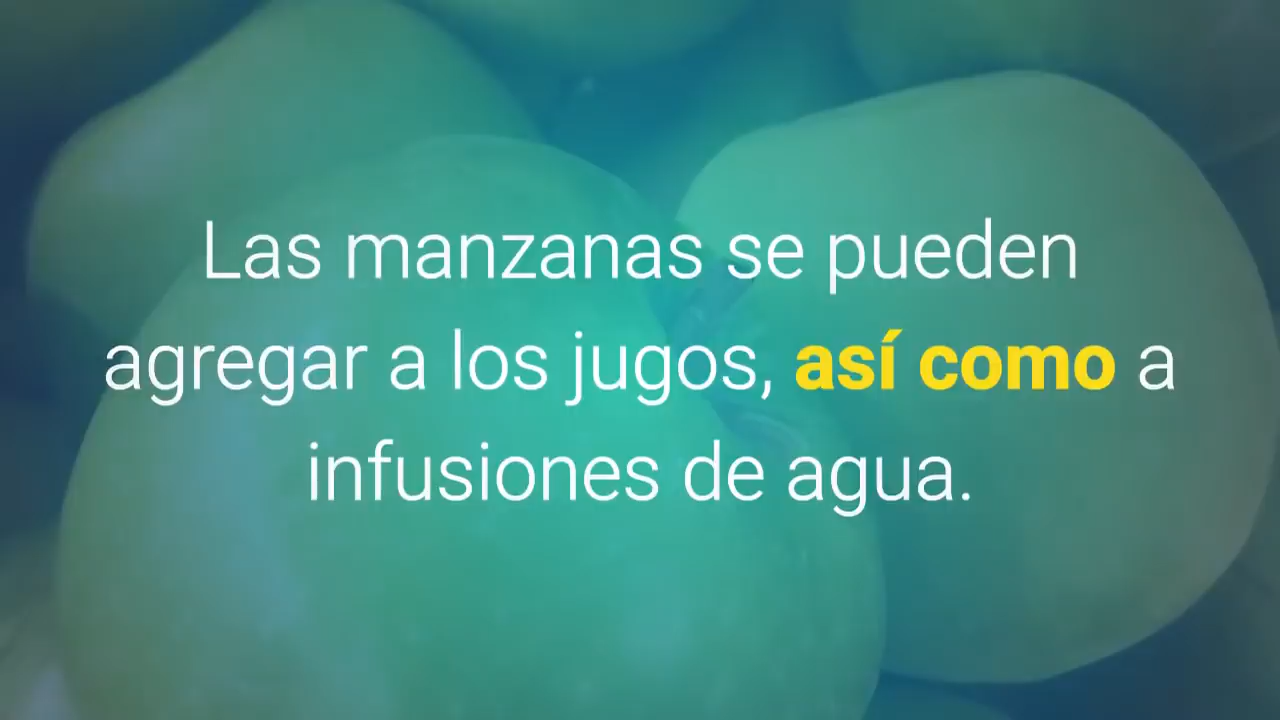 Las manzanas se pueden
agregar a los jugos, así como a
infusiones de agua.